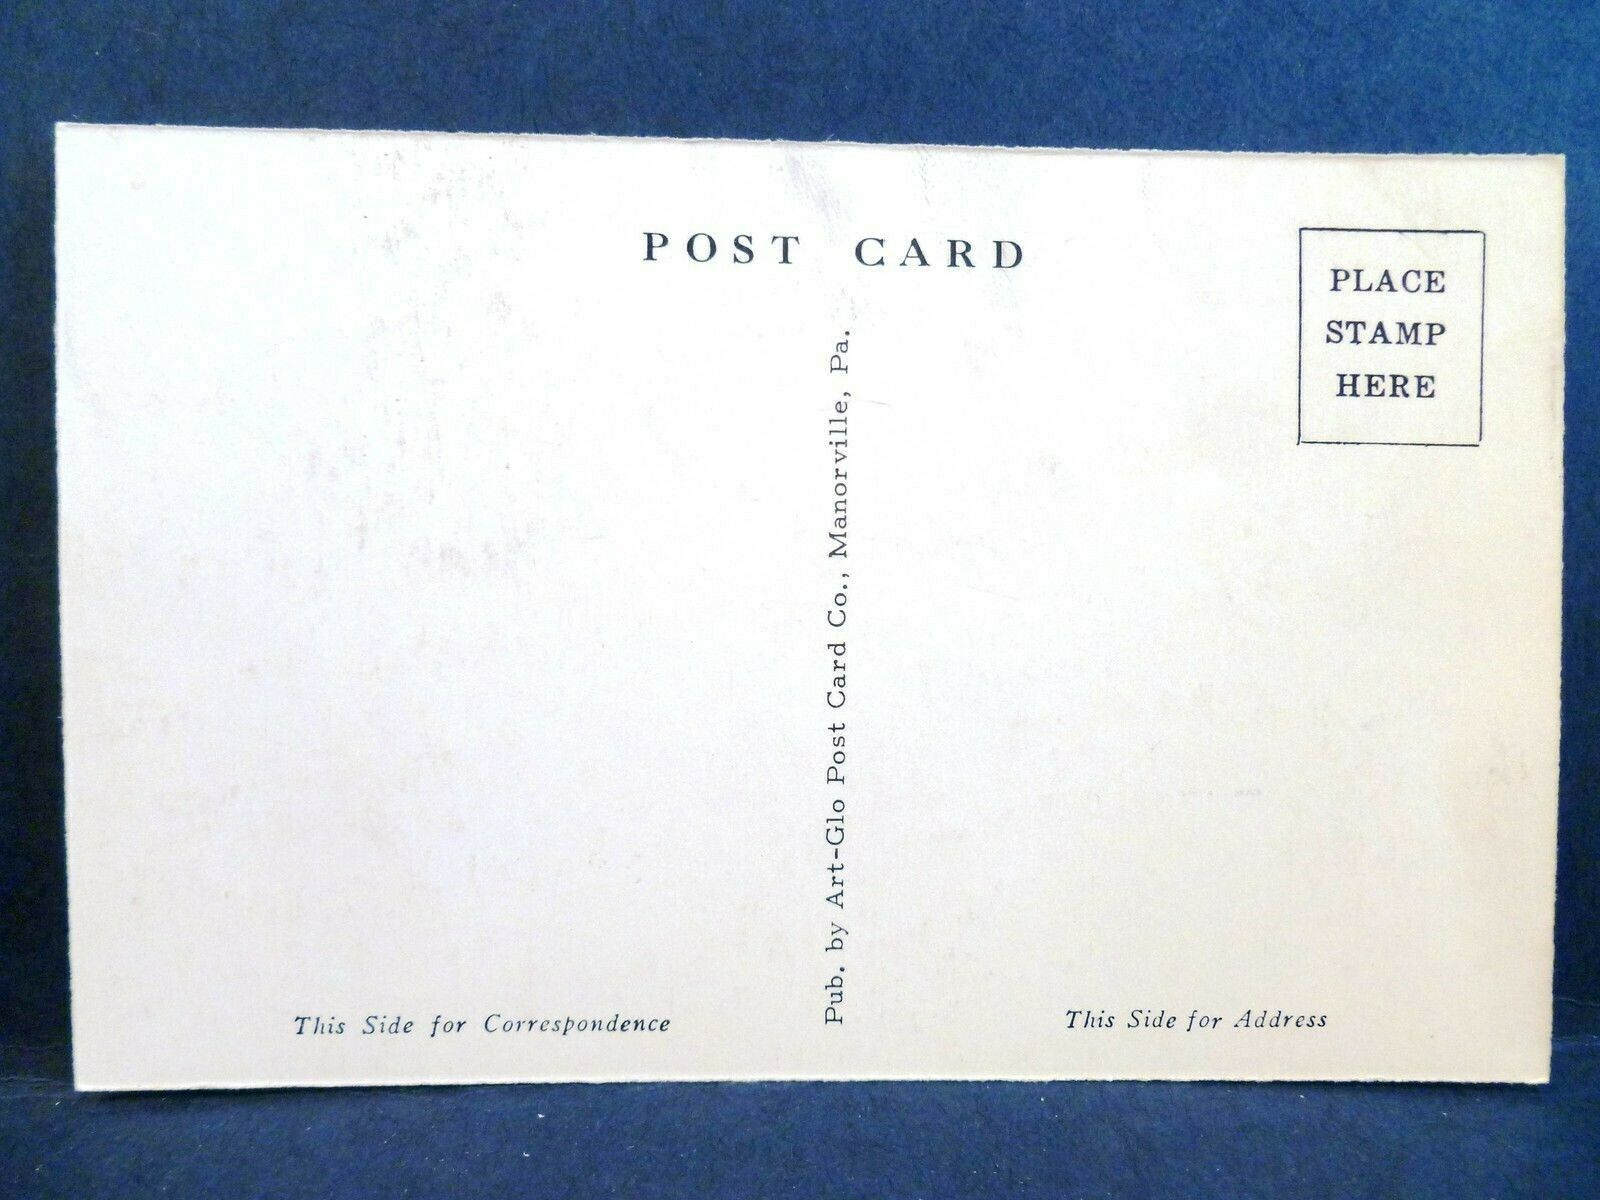 POST CARD
PLACE
STAMP
HERE
Pub. by Art-Glo Post Card Co., Manorville, Pa.
This Side for Correspondence
This Side for Address